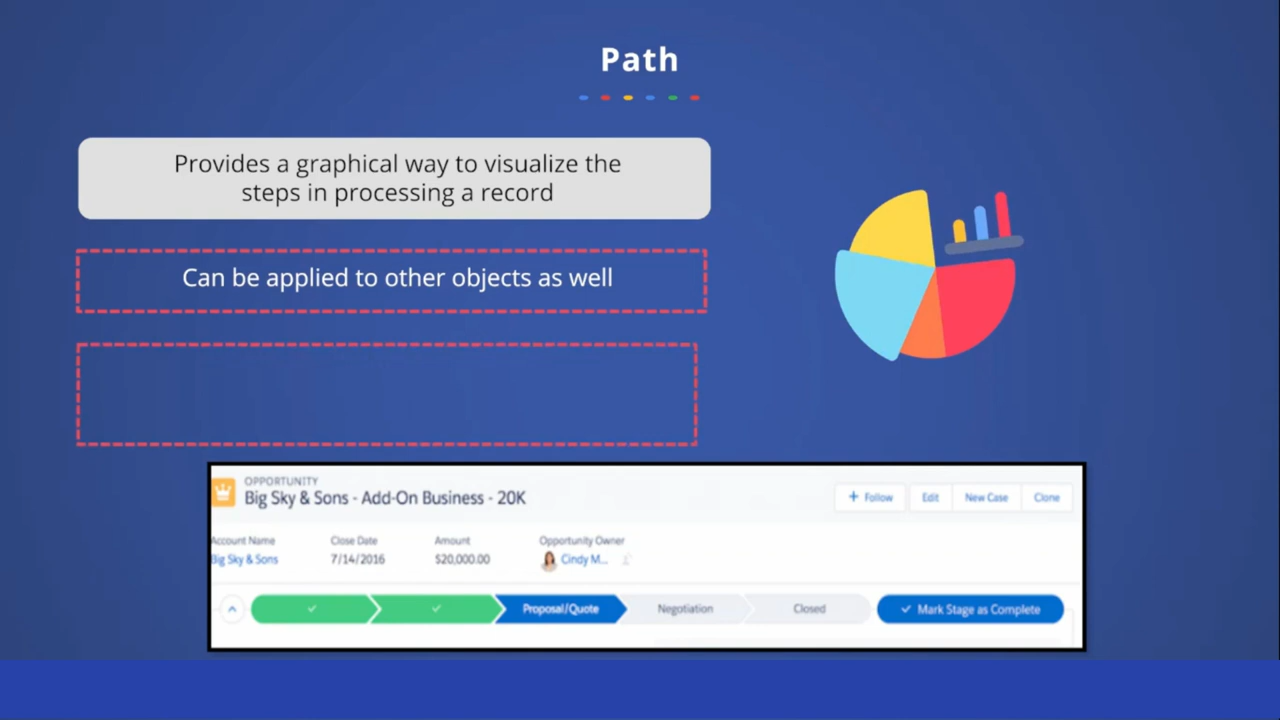 Path
Provides a graphical way to visualize the
steps in processing a record
Can be applied to other objects as well
OPPORTUNITY
Big Sky & Sons - Add-On Business - 20K
+ Follow
Edit
New Case
Clone
Account Name
Close Date
Amount
Opportunity Owner
Big Sky & Sons
7/14/2016
$20,000.00
Cindy M...
Proposal/Quote
Negotiation
Closed
Mark Stage as Complete